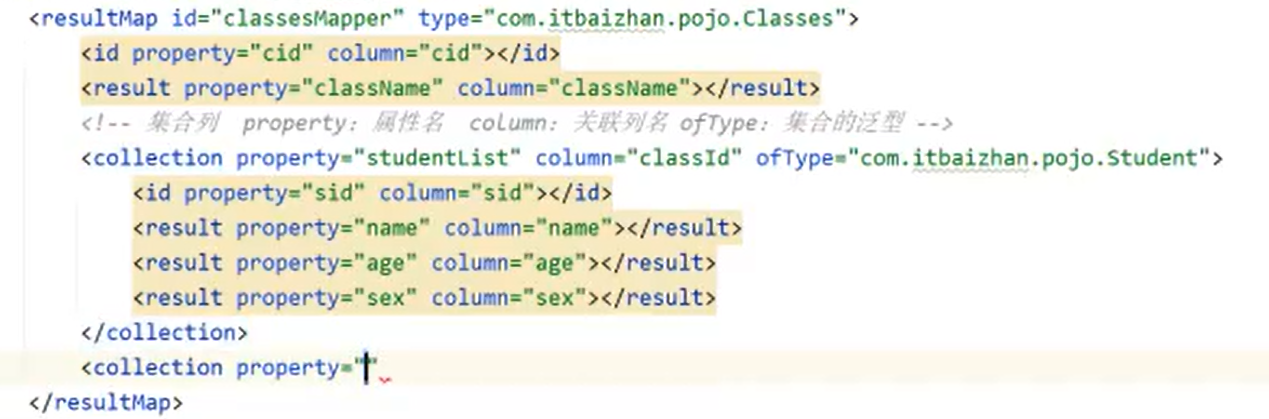 <resultMap id="classesMapper" type="com.itbaizhan.pojo.Classes">
<id property="cid" column="cid"></id>
<result property="className" column="className"></result>
<!-- 集合列  property：属性名  column：关联列名 ofType：集合的泛型 -->
<collection property="studentList" column="classId" ofType="com.itbaizhan.pojo.Student">
<id property="sid" column="sid"></id>
<result property="name" column="name"></result>
<result property="age" column="age"></result>
<result property="sex" column="sex"></result>
</collection>
<collection property=""
</resultMap>